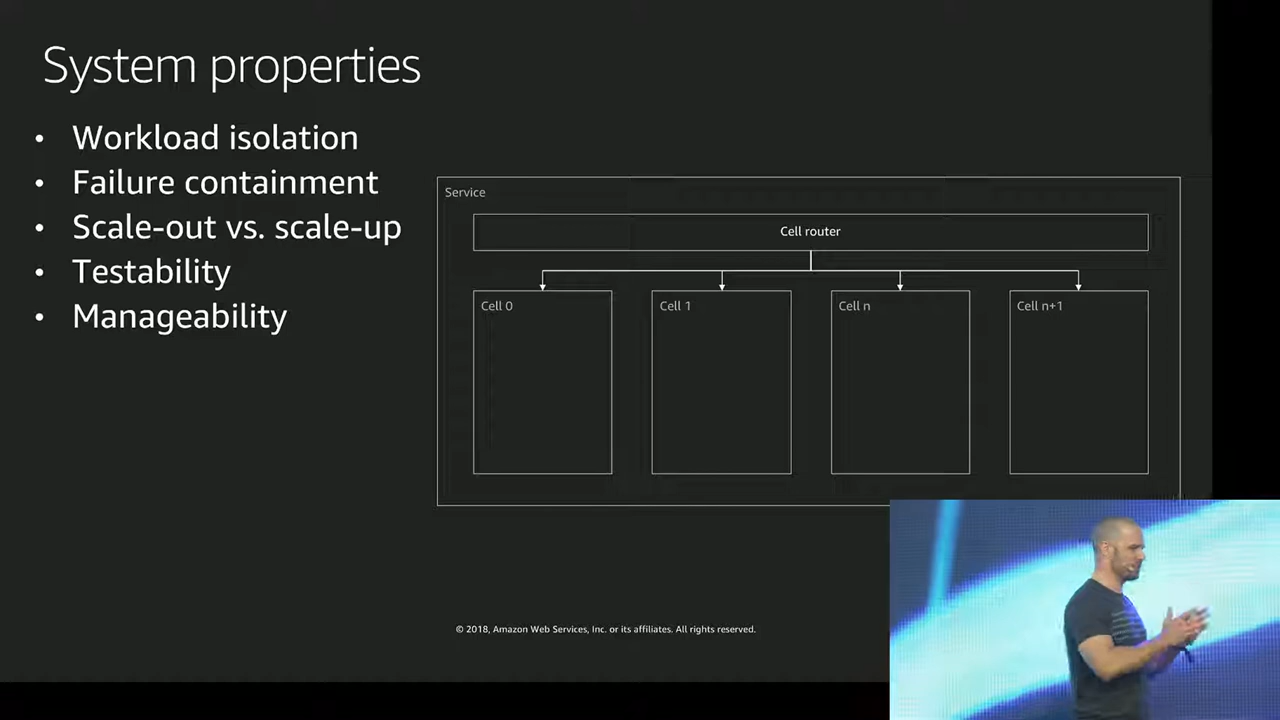 System properties
• Workload isolation
• Failure containment
• Scale-out vs. scale-up
• Testability
• Manageability
Service
Cell router
Cell 0
Cell 1
Cell n
Cell n+1
© 2018, Amazon Web Services, Inc. or its affiliates. All rights reserved.